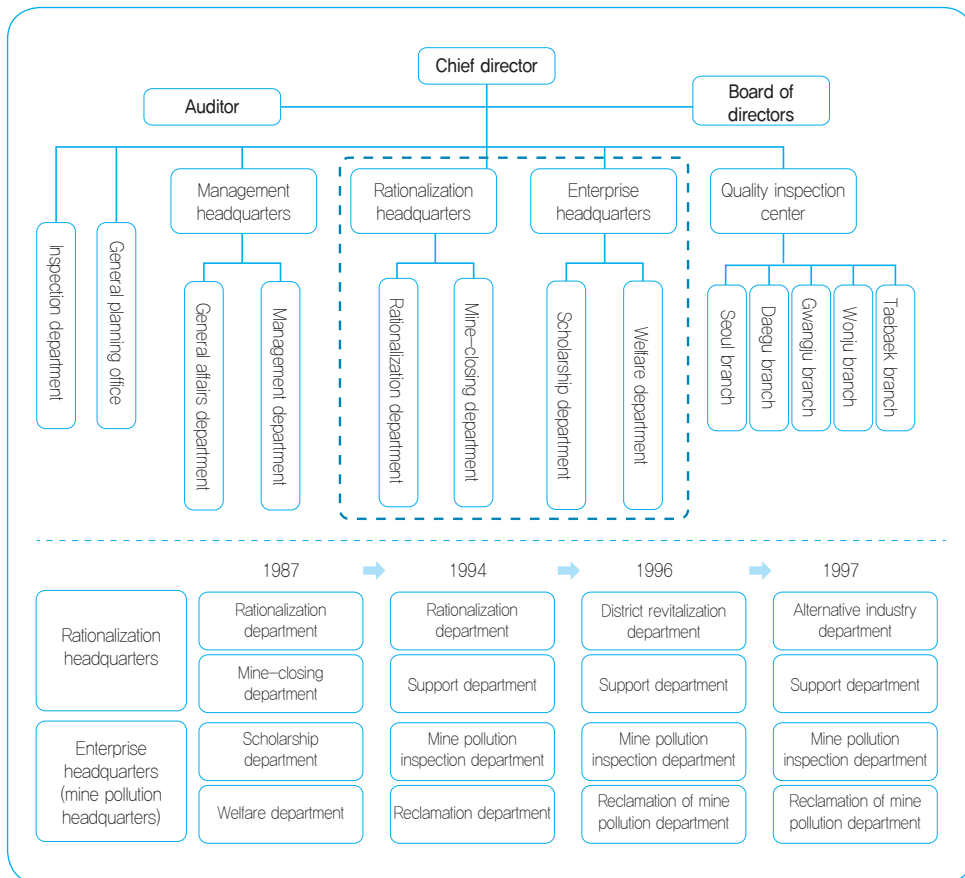 Chief director
Auditor
Board of
directors
Management
headquarters
Rationalization
headquarters
Enterprise
headquarters
Quality inspection
center
Inspection department
General planning office
General affairs department
Management department
Rationalization department
Mine-closing department
Scholarship department
Welfare department
Seoul branch
Daegu branch
Gwangju branch
Wonju branch
Taebaek branch
1987
1994
1996
1997
Rationalization
headquarters
Rationalization
department
Rationalization
department
District revitalization
department
Alternative industry
department
Mine-closing
department
Support department
Support department
Support department
Enterprise
headquarters
(mine pollution
headquarters)
Scholarship
department
Mine pollution
inspection department
Mine pollution
inspection department
Mine pollution
inspection department
Welfare department
Reclamation department
Reclamation of mine
pollution department
Reclamation of mine
pollution department